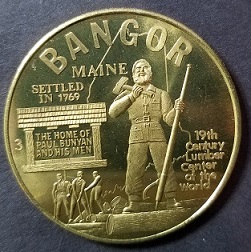 BANGOR
MAINE
SETTLED
IN 1769
THE HOME OF
PAUL BUNYAN
AND HIS MEN
3
19th
Century
Lumber
Center
of the
World